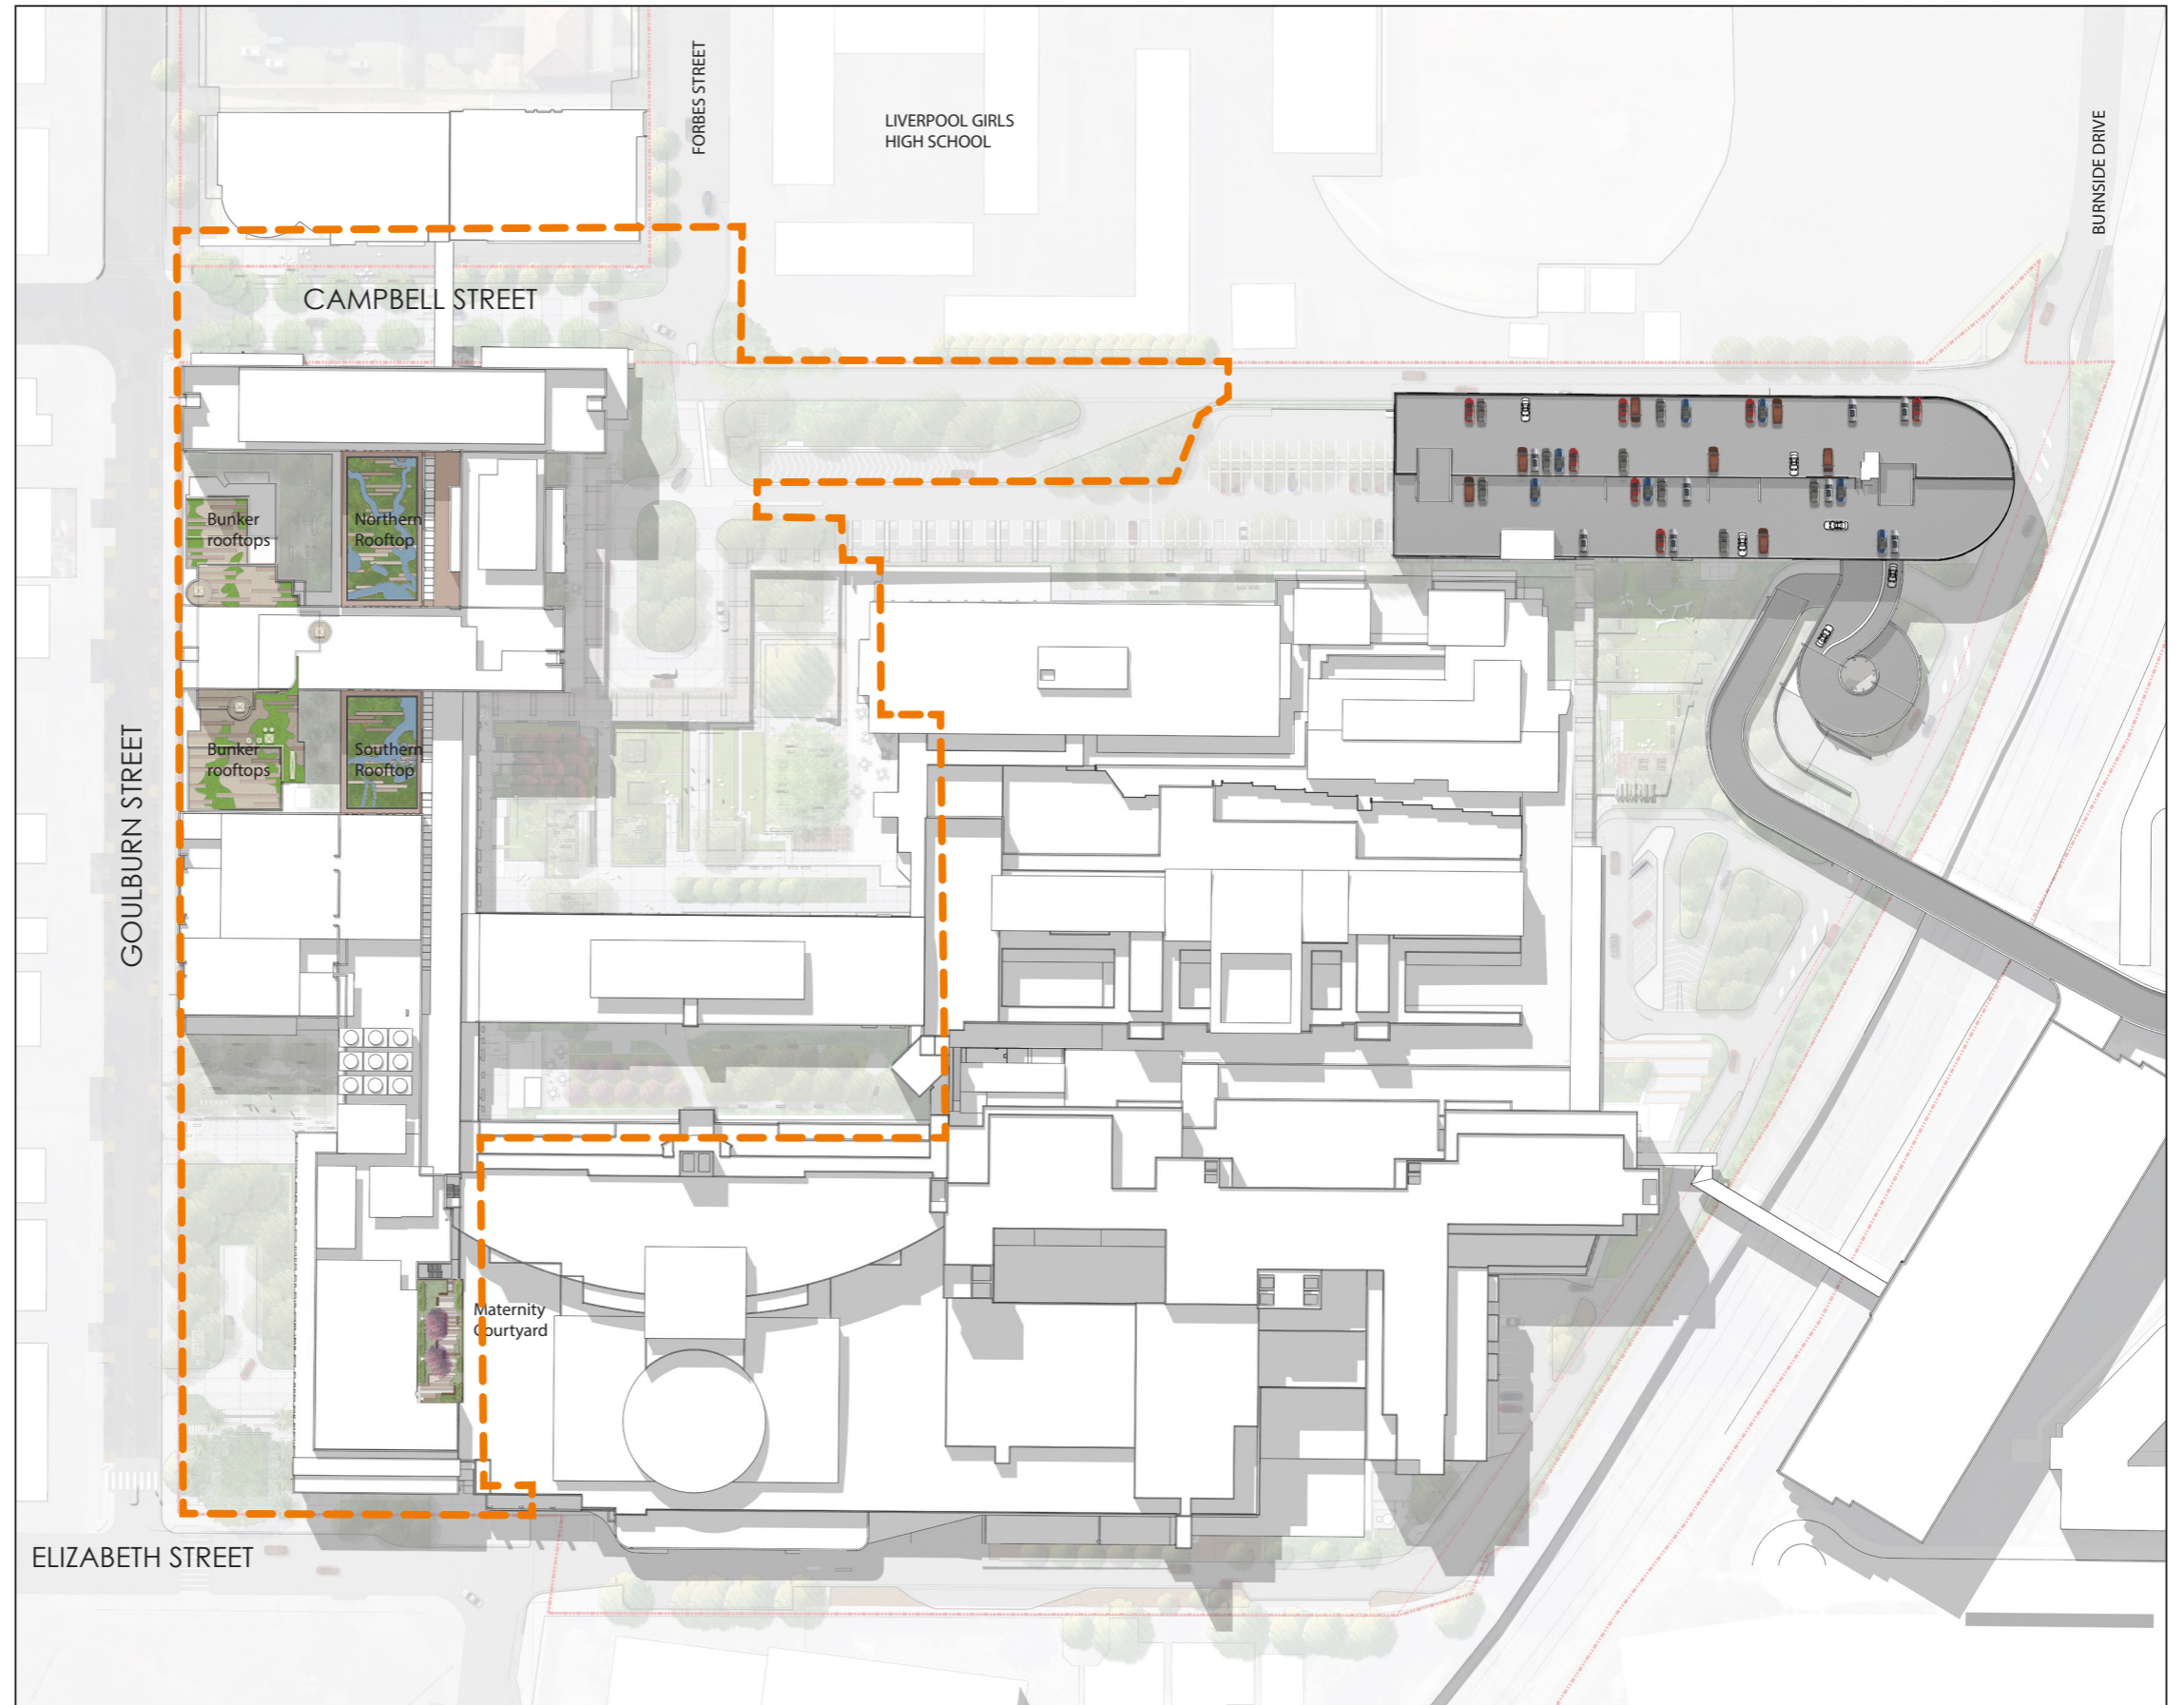 FORBES STREET
LIVERPOOL GIRLS
HIGH SCHOOL
BURNSIDE DRIVE
CAMPBELL STREET
Bunker
rooftops
Northern
Rooftop
GOULBURN STREET
Bunker
rooftops
Southern
Rooftop
Maternity
Courtyard
ELIZABETH STREET